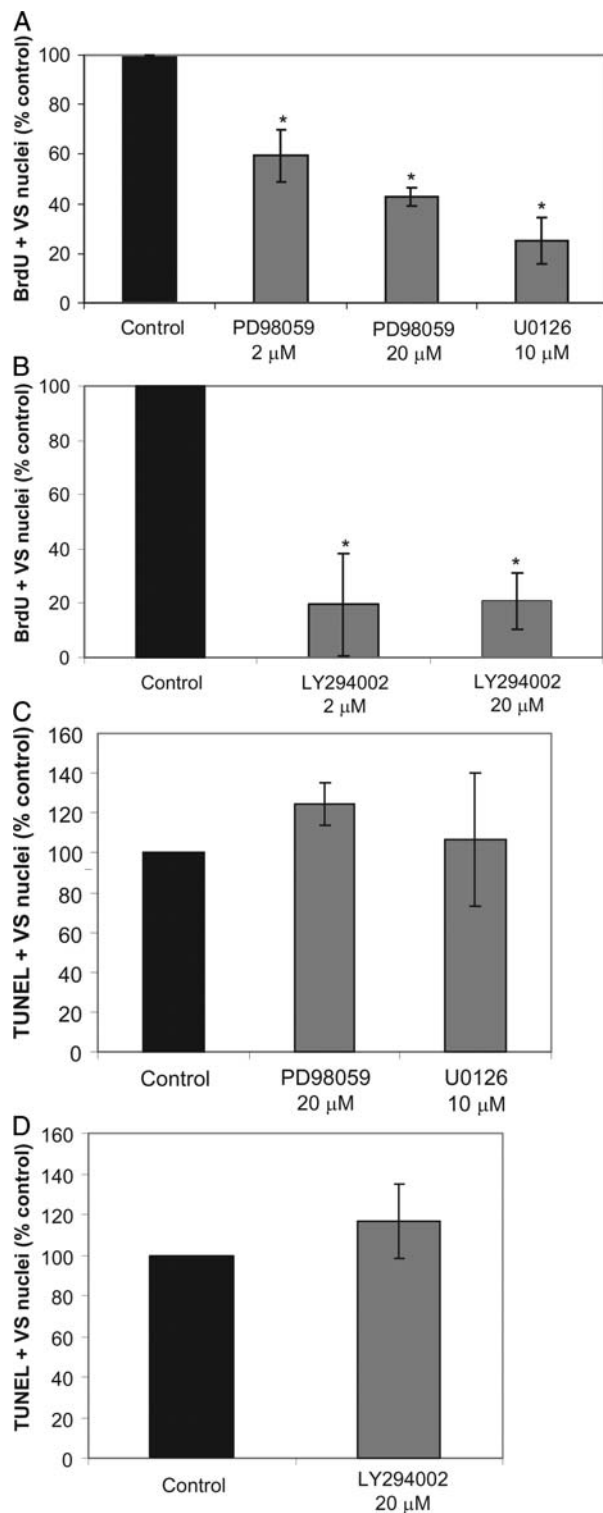 A
BrdU + VS nuclei (% control)
100
80
60
40
20
0
*
*
*
Control
PD98059
2 μM
PD98059
20 μM
U0126
10 μM
B
BrdU + VS nuclei (% control)
100
80
60
40
20
0
*
*
Control
LY294002
2 μM
LY294002
20 μM
C
TUNEL + VS nuclei (% control)
160
140
120
100
80
60
40
20
0
Control
PD98059
20 μM
U0126
10 μM
D
TUNEL + VS nuclei (% control)
160
140
120
100
80
60
40
20
0
Control
LY294002
20 μM